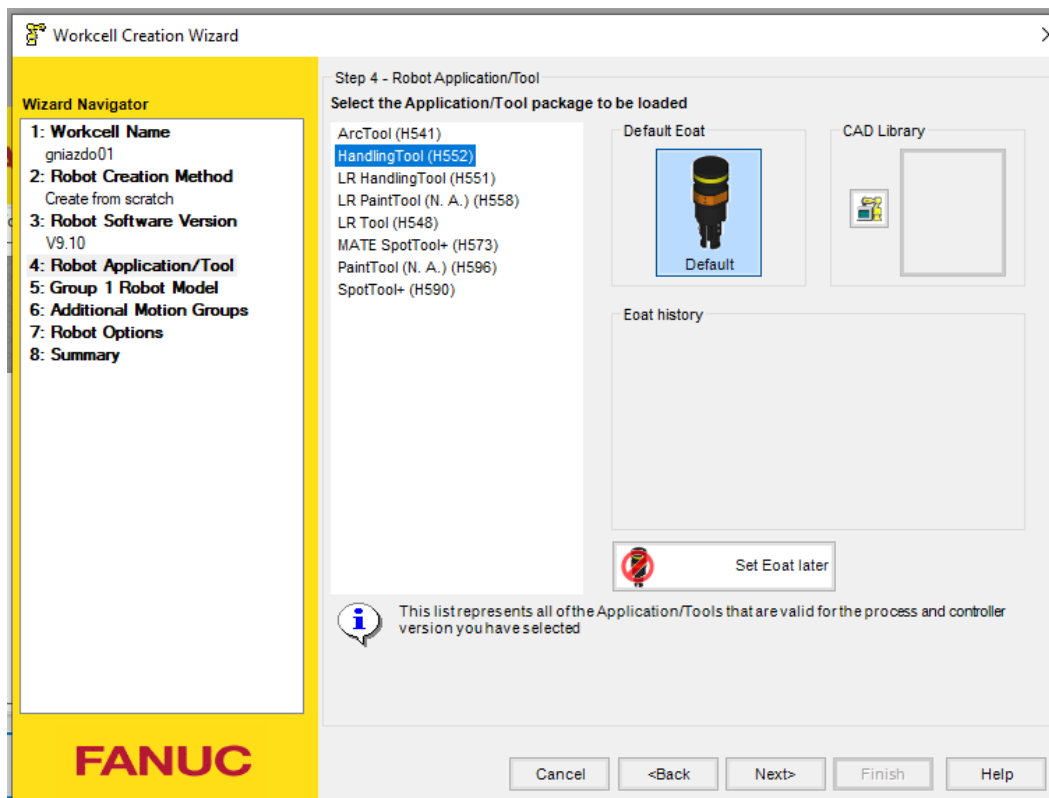 Workcell Creation Wizard
Wizard Navigator
1: Workcell Name
gniazdo01
2: Robot Creation Method
Create from scratch
3: Robot Software Version
V9.10
4: Robot Application/Tool
5: Group 1 Robot Model
6: Additional Motion Groups
7: Robot Options
8: Summary
FANUC
Step 4 - Robot Application/Tool
Select the Application/Tool package to be loaded
ArcTool (H541)
HandlingTool (H552)
LR HandlingTool (H551)
LR PaintTool (N. A.) (H558)
LR Tool (H548)
MATE SpotTool+ (H573)
PaintTool (N. A.) (H596)
SpotTool+ (H590)
Default Eoat
Default
CAD Library
Eoat history
Set Eoat later
This list represents all of the Application/Tools that are valid for the process and controller
version you have selected
Cancel
<Back
Next>
Finish
Help